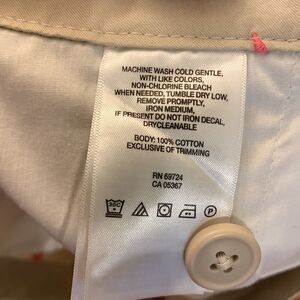 MACHINE WASH COLD GENTLE,
WITH LIKE COLORS,
NON-CHLORINE BLEACH
WHEN NEEDED, TUMBLE DRY LOW,
REMOVE PROMPTLY,
IRON MEDIUM,
IF PRESENT DO NOT IRON DECAL,
DRYCLEANABLE
BODY: 100% COTTON
EXCLUSIVE OF TRIMMING
RN 69724
CA 05367
P